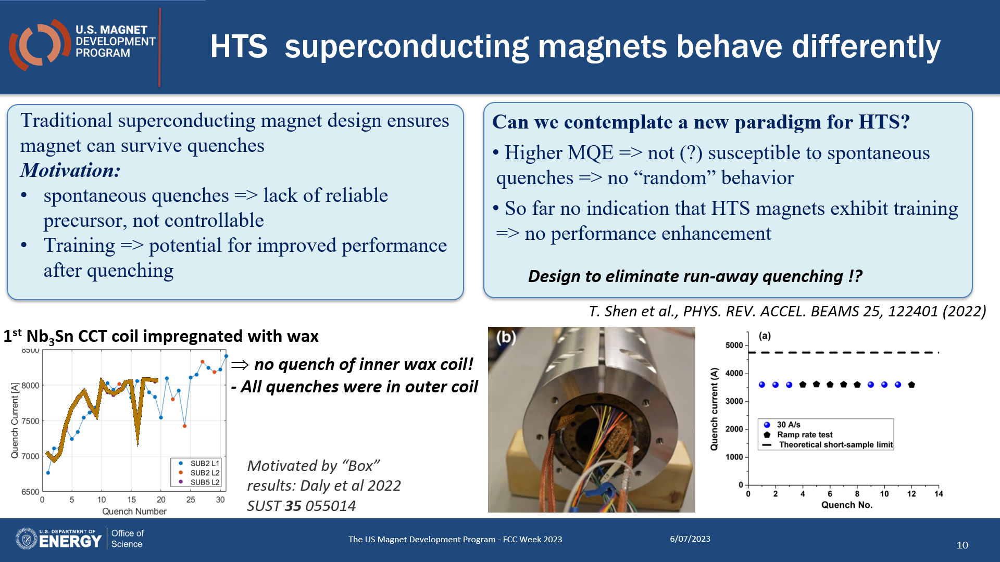 U.S. MAGNET
DEVELOPMENT
PROGRAM
HTS superconducting magnets behave differently
Traditional superconducting magnet design ensures
magnet can survive quenches
Motivation:
• spontaneous quenches => lack of reliable
precursor, not controllable
• Training => potential for improved performance
after quenching
Can we contemplate a new paradigm for HTS?
• Higher MQE => not (?) susceptible to spontaneous
quenches => no “random” behavior
• So far no indication that HTS magnets exhibit training
=> no performance enhancement
Design to eliminate run-away quenching !?
T. Shen et al., PHYS. REV. ACCEL. BEAMS 25, 122401 (2022)
1st Nb3Sn CCT coil impregnated with wax
⇒ no quench of inner wax coil!
- All quenches were in outer coil
8500
8000
7500
7000
6500
Quench Current [A]
0 5 10 15 20 25 30
Quench Number
SUB2 L1
SUB2 L2
SUB5 L2
Motivated by “Box”
results: Daly et al 2022
SUST 35 055014
(b)
(a)
5000
4000
3000
2000
1000
0
Quench current (A)
30 A/s
Ramp rate test
Theoretical short-sample limit
0 2 4 6 8 10 12 14
Quench No.
U.S. DEPARTMENT OF
ENERGY
Office of
Science
The US Magnet Development Program - FCC Week 2023
6/07/2023
10